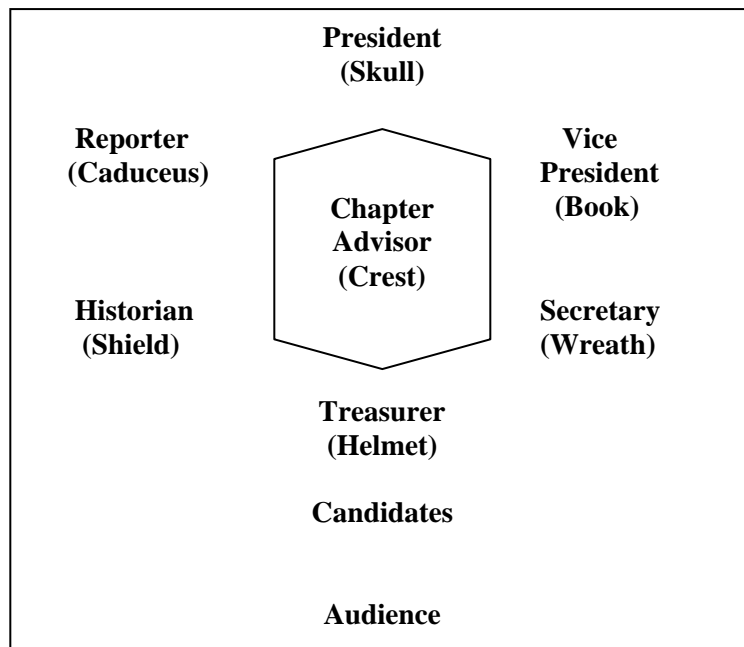 President
(Skull)
Reporter
(Caduceus)
Vice
President
(Book)
Chapter
Advisor
(Crest)
Historian
(Shield)
Secretary
(Wreath)
Treasurer
(Helmet)
Candidates
Audience